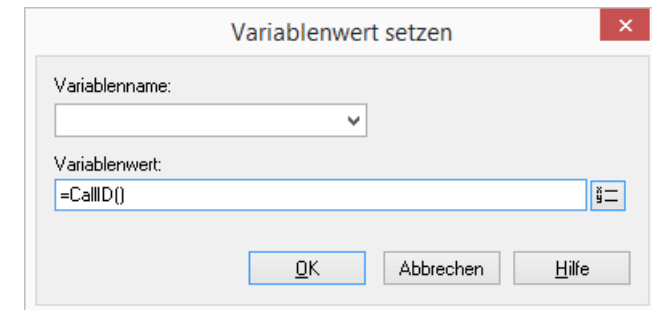 Variablenwert setzen
Variablenname:
Variablenwert:
=CallID()
OK Abbrechen Hilfe